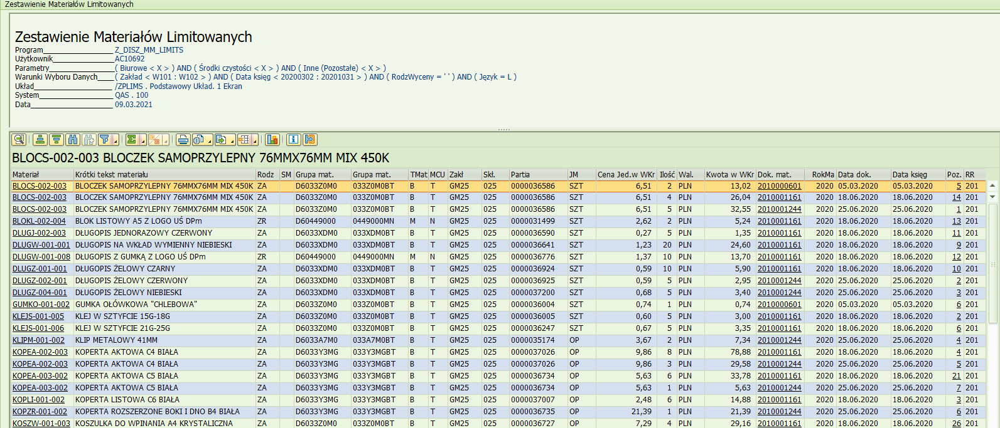 Zestawienie Materiałów Limitowanych
Zestawienie Materiałów Limitowanych
Program Z_DISZ_MM_LIMITS
Użytkownik AC10692
Parametry ( Biurowe < X > ) AND ( Środki czystości < X > ) AND ( Inne (Pozostałe) < X > )
Warunki Wyboru Danych ( Zakład < W101 : W102 > ) AND ( Data księg < 20200302 : 20201031 > ) AND ( RodzWyceny = ' ' ) AND ( Język = L )
Układ /ZPLIMS . Podstawowy Układ. 1 Ekran
System QAS . 100
Data 09.03.2021
BLOCS-002-003 BLOCZEK SAMOPRZYLEPNY 76MMX76MM MIX 450K
Materiał Krótki tekst materiału Rodz SM Grupa mat. Grupa mat. TMat MCU Zakł Skł. Partia JM Cena Jed.w WKr Ilość Wal. Kwota w WKr Dok. mat. RokMa Data dok. Data księg Poz. RR
BLOCS-002-003 BLOCZEK SAMOPRZYLEPNY 76MMX76MM MIX 450K ZA D6033Z0M0 033Z0M0BT B T GM25 025 0000036586 SZT 6,51 2 PLN 13,02 2010000601 2020 05.03.2020 05.03.2020 5 201
BLOCS-002-003 BLOCZEK SAMOPRZYLEPNY 76MMX76MM MIX 450K ZA D6033Z0M0 033Z0M0BT B T GM25 025 0000036586 SZT 6,51 4 PLN 26,04 2010001161 2020 18.06.2020 18.06.2020 14 201
BLOCS-002-003 BLOCZEK SAMOPRZYLEPNY 76MMX76MM MIX 450K ZA D6033Z0M0 033Z0M0BT B T GM25 025 0000036586 SZT 6,51 5 PLN 32,55 2010001244 2020 25.06.2020 25.06.2020 1 201
BLOKL-002-004 BLOK LISTOWY A5 Z LOGO UŚ DPm ZR D60449000 0449000MN M N GM25 025 0000031499 SZT 2,62 2 PLN 5,24 2010001161 2020 18.06.2020 18.06.2020 13 201
DLUGJ-002-003 DŁUGOPIS JEDNORAZOWY CZERWONY ZA D6033XDM0 033XDM0BT B T GM25 025 0000036590 SZT 0,27 5 PLN 1,35 2010001161 2020 18.06.2020 18.06.2020 11 201
DLUGW-001-001 DŁUGOPIS NA WKŁAD WYMIENNY NIEBIESKI ZA D6033XDM0 033XDM0BT B T GM25 025 0000036641 SZT 1,23 20 PLN 24,60 2010001161 2020 18.06.2020 18.06.2020 9 201
DLUGW-001-008 DŁUGOPIS Z GUMKĄ Z LOGO UŚ DPm ZR D60449000 0449000MN M N GM25 025 0000036776 SZT 1,37 10 PLN 13,70 2010001161 2020 18.06.2020 18.06.2020 12 201
DLUGZ-001-001 DŁUGOPIS ŻELOWY CZARNY ZA D6033XDM0 033XDM0BT B T GM25 025 0000036924 SZT 0,59 10 PLN 5,90 2010001161 2020 18.06.2020 18.06.2020 10 201
DLUGZ-002-001 DŁUGOPIS ŻELOWY CZERWONY ZA D6033XDM0 033XDM0BT B T GM25 025 0000036925 SZT 0,59 5 PLN 2,95 2010001244 2020 25.06.2020 25.06.2020 2 201
DLUGZ-004-001 DŁUGOPIS ŻELOWY NIEBIESKI ZA D6033XDM0 033XDM0BT B T GM25 025 0000037200 SZT 0,68 5 PLN 3,40 2010001244 2020 25.06.2020 25.06.2020 3 201
GUMKO-001-002 GUMKA OŁÓWKOWA "CHLEBOWA" ZA D6033Z0M0 033Z0M0BT B T GM25 025 0000036004 SZT 0,74 1 PLN 0,74 2010000601 2020 05.03.2020 05.03.2020 6 201
KLEJS-001-005 KLEJ W SZTYFCIE 15G-18G ZA D6033Z0M0 033Z0M0BT B T GM25 025 0000036005 SZT 0,60 5 PLN 3,00 2010001161 2020 18.06.2020 18.06.2020 2 201
KLEJS-001-006 KLEJ W SZTYFCIE 21G-25G ZA D6033Z0M0 033Z0M0BT B T GM25 025 0000036247 SZT 0,67 5 PLN 3,35 2010001161 2020 18.06.2020 18.06.2020 6 201
KLIPM-001-002 KLIP METALOWY 41MM ZA D6033A7M0 033A7M0BT B T GM25 025 0000035174 OP 3,67 2 PLN 7,34 2010001244 2020 25.06.2020 25.06.2020 4 201
KOPEA-002-003 KOPERTA AKTOWA C4 BIAŁA ZA D6033Y3MG 033Y3MGBT B T GM25 025 0000037026 OP 9,86 8 PLN 78,88 2010001161 2020 18.06.2020 18.06.2020 4 201
KOPEA-002-003 KOPERTA AKTOWA C4 BIAŁA ZA D6033Y3MG 033Y3MGBT B T GM25 025 0000037026 OP 9,86 3 PLN 29,58 2010001244 2020 25.06.2020 25.06.2020 5 201
KOPEA-003-002 KOPERTA AKTOWA C5 BIAŁA ZA D6033Y3MG 033Y3MGBT B T GM25 025 0000036734 OP 5,63 6 PLN 33,78 2010001161 2020 18.06.2020 18.06.2020 21 201
KOPEA-003-002 KOPERTA AKTOWA C5 BIAŁA ZA D6033Y3MG 033Y3MGBT B T GM25 025 0000036734 OP 5,63 1 PLN 5,63 2010001244 2020 25.06.2020 25.06.2020 7 201
KOPLI-001-002 KOPERTA LISTOWA C6 BIAŁA ZA D6033Y3MG 033Y3MGBT B T GM25 025 0000037007 OP 2,48 6 PLN 14,88 2010001161 2020 18.06.2020 18.06.2020 3 201
KOPZR-001-002 KOPERTA ROZSZERZONE BOKI I DNO B4 BIAŁA ZA D6033Y3MG 033Y3MGBT B T GM25 025 0000036735 OP 21,39 1 PLN 21,39 2010001244 2020 25.06.2020 25.06.2020 6 201
KOSZW-001-003 KOSZULKA DO WPINANIA A4 KRYSTALICZNA ZA D6033Z0M0 033Z0M0BT B T GM25 025 0000036727 OP 7,29 4 PLN 29,16 2010001161 2020 18.06.2020 18.06.2020 26 201